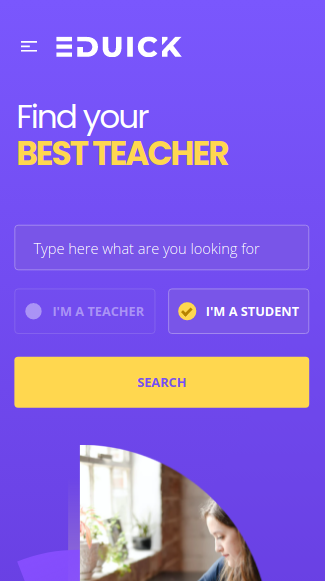 EDUICK
Find your
BEST TEACHER
Type here what are you looking for
I'M A TEACHER
I'M A STUDENT
SEARCH